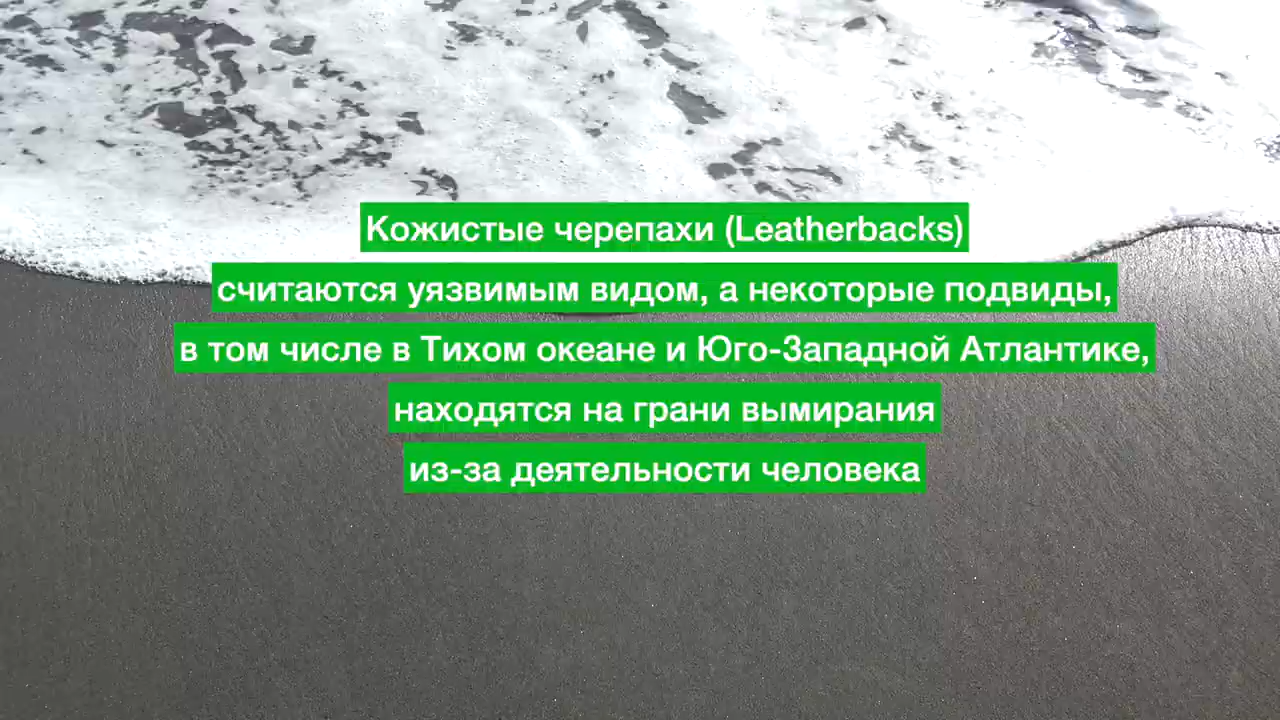 Кожистые черепахи (Leatherbacks)
считаются уязвимым видом, а некоторые подвиды,
в том числе в Тихом океане и Юго-Западной Атлантике,
находятся на грани вымирания
из-за деятельности человека